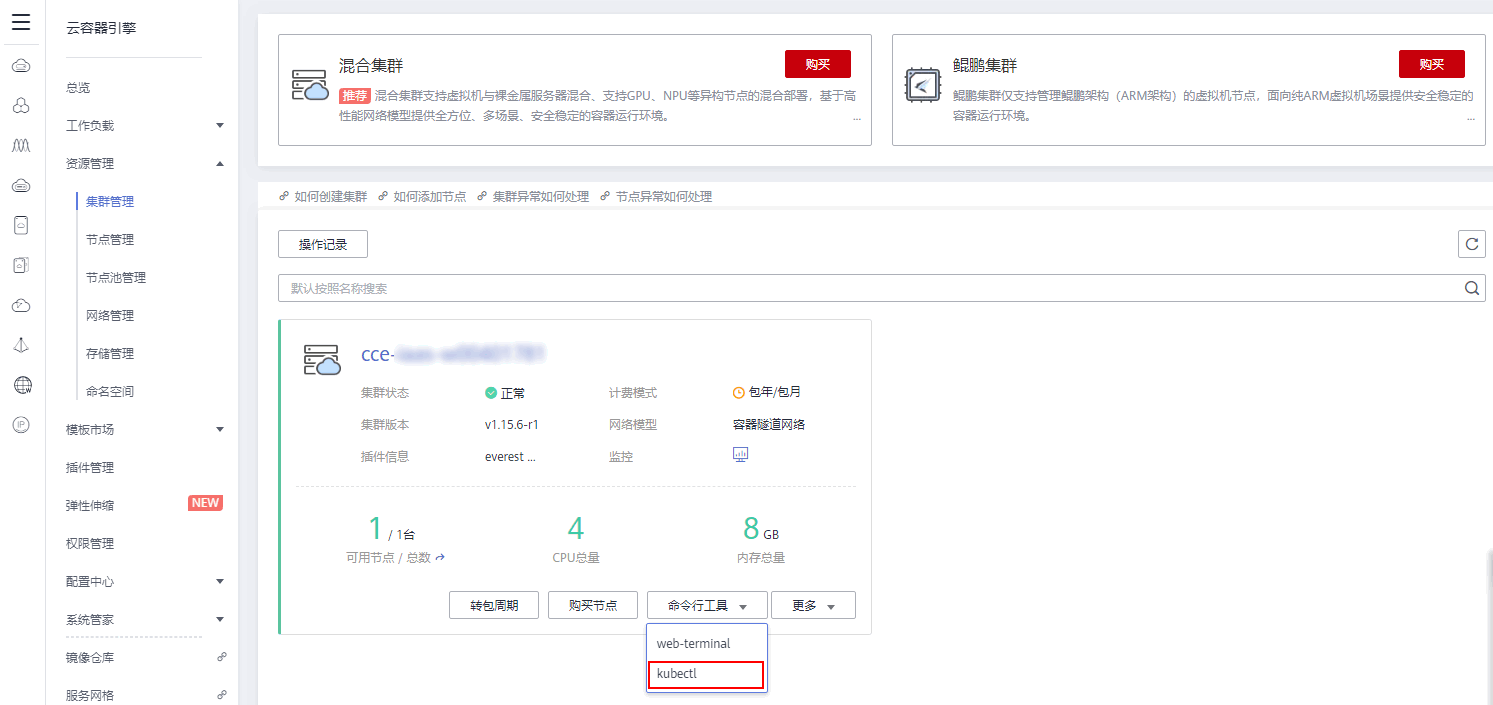 云容器引擎
总览
工作负载
资源管理
集群管理
节点管理
节点池管理
网络管理
存储管理
命名空间
模板市场
插件管理
弹性伸缩 NEW
权限管理
配置中心
系统管家
镜像仓库
服务网格
混合集群
购买
推荐 混合集群支持虚拟机与裸金属服务器混合、支持GPU、NPU等异构节点的混合部署，基于高
性能网络模型提供全方位、多场景、安全稳定的容器运行环境。
...
鲲鹏集群
购买
鲲鹏集群仅支持管理鲲鹏架构（ARM架构）的虚拟机节点，面向纯ARM虚拟机场景提供安全稳定的
容器运行环境。
...
如何创建集群 如何添加节点 集群异常如何处理 节点异常如何处理
操作记录
默认按照名称搜索
cce-
集群状态 正常 计费模式 包年/包月
集群版本 v1.15.6-r1 网络模型 容器隧道网络
插件信息 everest ... 监控
1 / 1台 4 8 GB
可用节点 / 总数 CPU总量 内存总量
转包周期 购买节点 命令行工具 更多
web-terminal
kubectl